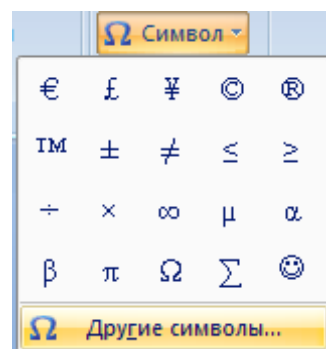 Ω Символ
€ £ ¥ © ®
™ ± ≠ ≤ ≥
÷ × ∞ µ α
β π Ω ∑ ☺
Ω Другие символы...